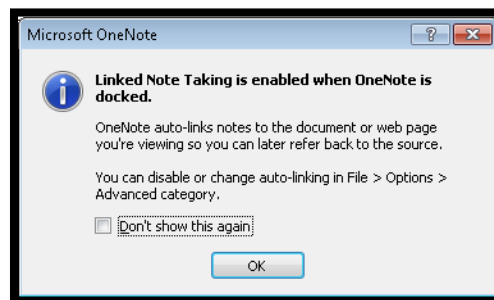 Microsoft OneNote
Linked Note Taking is enabled when OneNote is
docked.
OneNote auto-links notes to the document or web page
you're viewing so you can later refer back to the source.
You can disable or change auto-linking in File > Options >
Advanced category.
Don't show this again
OK